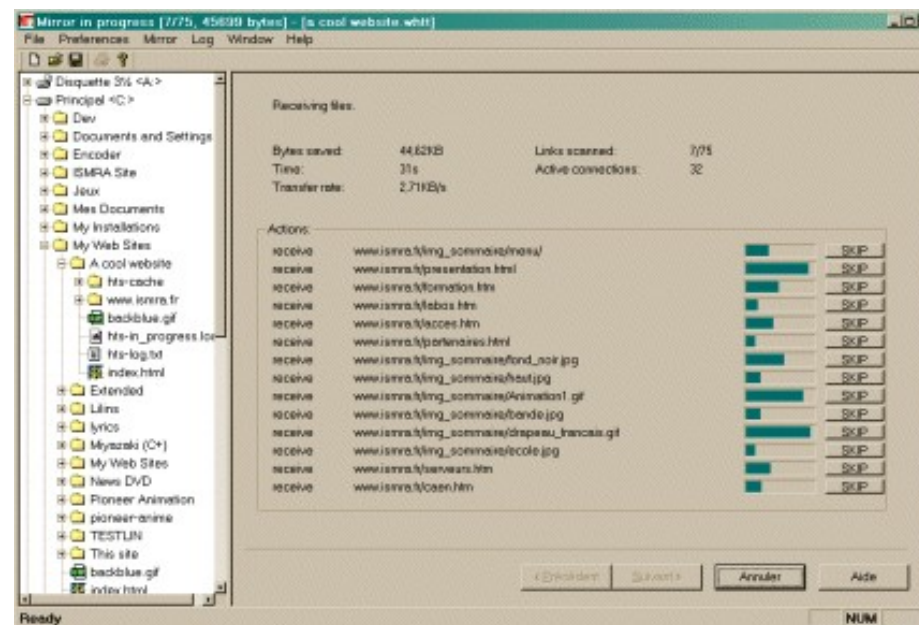 Mirror in progress [7/75, 45699 bytes] - [a cool website.whtt]
File Preferences Mirror Log Window Help
Disquette 3½ <A:>
Principal <C:>
Dev
Documents and Settings
Encoder
ISMRA Site
Jeux
Mes Documents
My Installations
My Web Sites
A cool website
hts-cache
www.ismra.fr
backblue.gif
hts-in_progress.loc
hts-log.txt
index.html
Extended
Lilins
lyrics
Miyazaki (C+)
My Web Sites
News DVD
Pioneer Animation
pioneer-anime
TESTLIN
This site
backblue.gif
index.html
Receiving files.
Bytes saved: 44,62KB Links scanned: 7/75
Time: 31s Active connections: 32
Transfer rate: 2,71KB/s
Actions:
receive www.ismra.fr/img_sommaire/menu/ SKIP
receive www.ismra.fr/presentation.html SKIP
receive www.ismra.fr/formation.htm SKIP
receive www.ismra.fr/labos.htm SKIP
receive www.ismra.fr/acces.htm SKIP
receive www.ismra.fr/partenaires.html SKIP
receive www.ismra.fr/img_sommaire/fond_noir.jpg SKIP
receive www.ismra.fr/img_sommaire/haut.jpg SKIP
receive www.ismra.fr/img_sommaire/Animation1.gif SKIP
receive www.ismra.fr/img_sommaire/bande.jpg SKIP
receive www.ismra.fr/img_sommaire/drapeau_francais.gif SKIP
receive www.ismra.fr/img_sommaire/ecole.jpg SKIP
receive www.ismra.fr/serveurs.htm SKIP
receive www.ismra.fr/caen.htm SKIP
< Précédent Suivant > Annuler Aide
Ready NUM